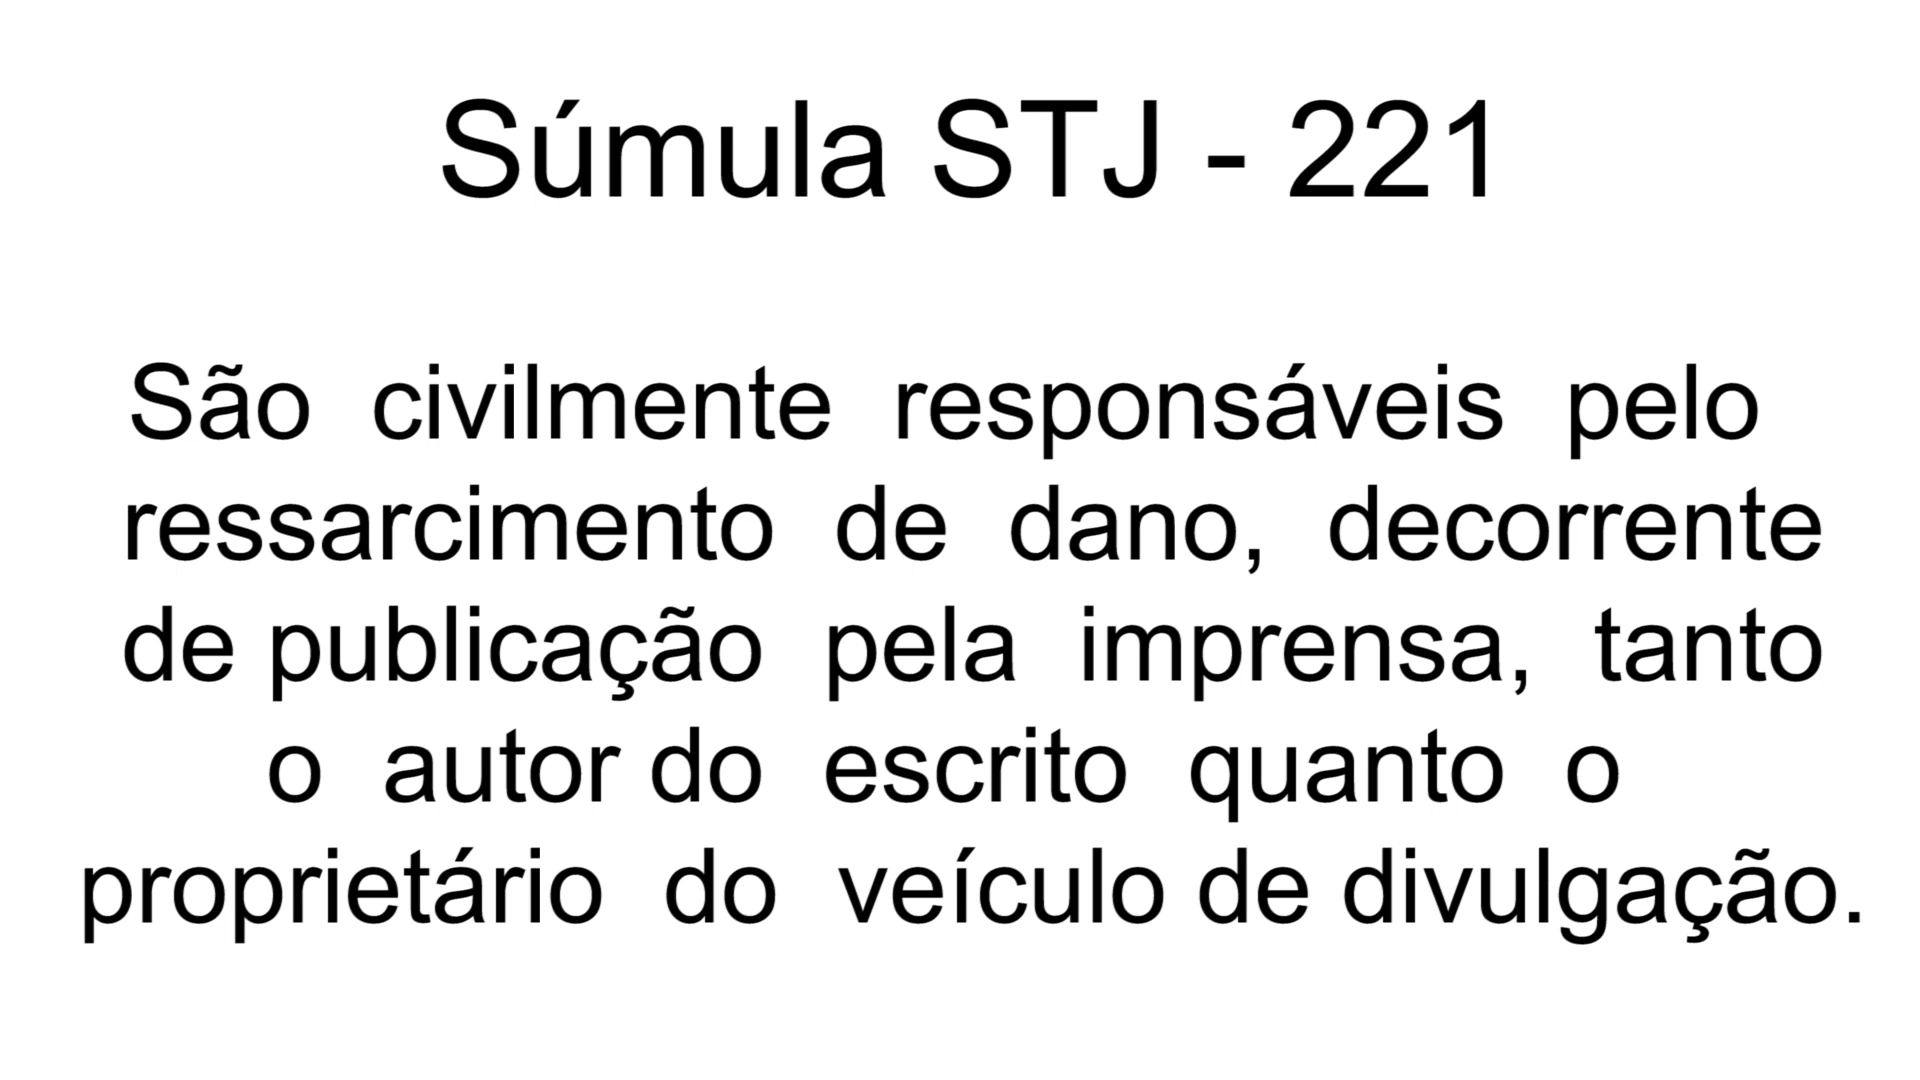 Súmula STJ - 221
São civilmente responsáveis pelo
ressarcimento de dano, decorrente
de publicação pela imprensa, tanto
o autor do escrito quanto o
proprietário do veículo de divulgação.